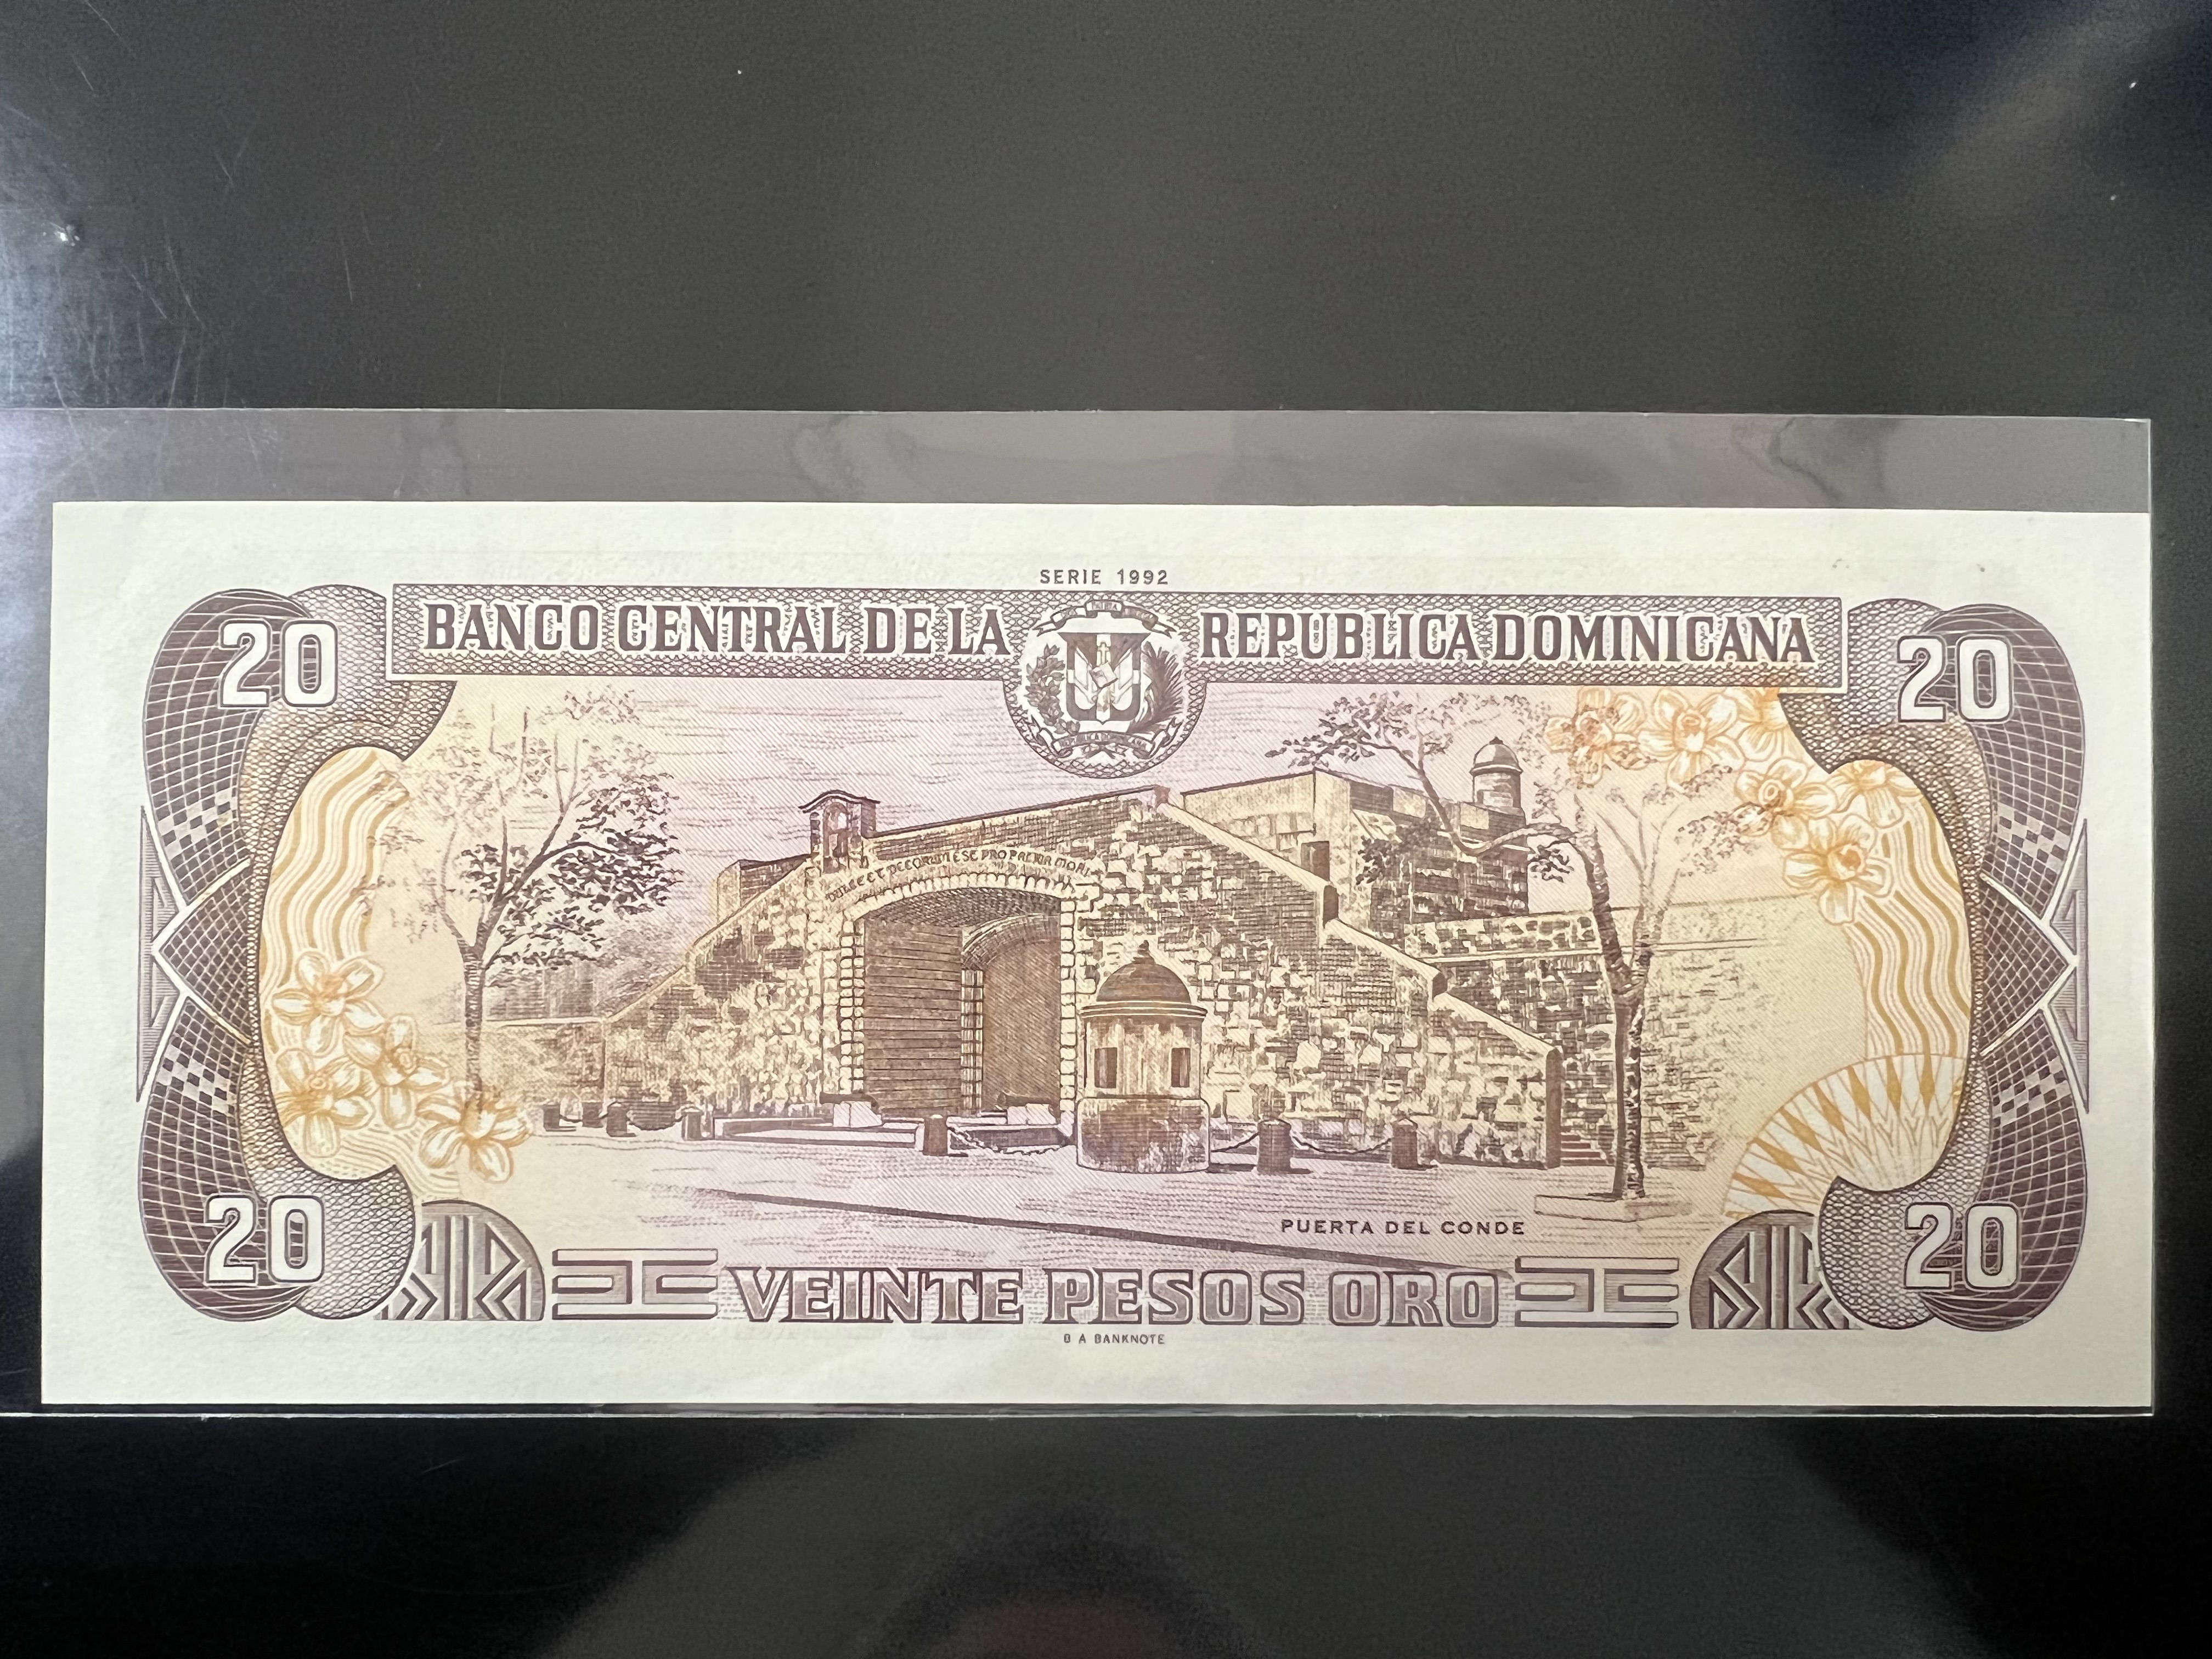 SERIE 1992
BANCO CENTRAL DE LA REPUBLICA DOMINICANA
20
20
DULCE ET DECORUM ESC PRO PATRIA MORI
PUERTA DEL CONDE
20
VEINTE PESOS ORO
20
B A BANKNOTE